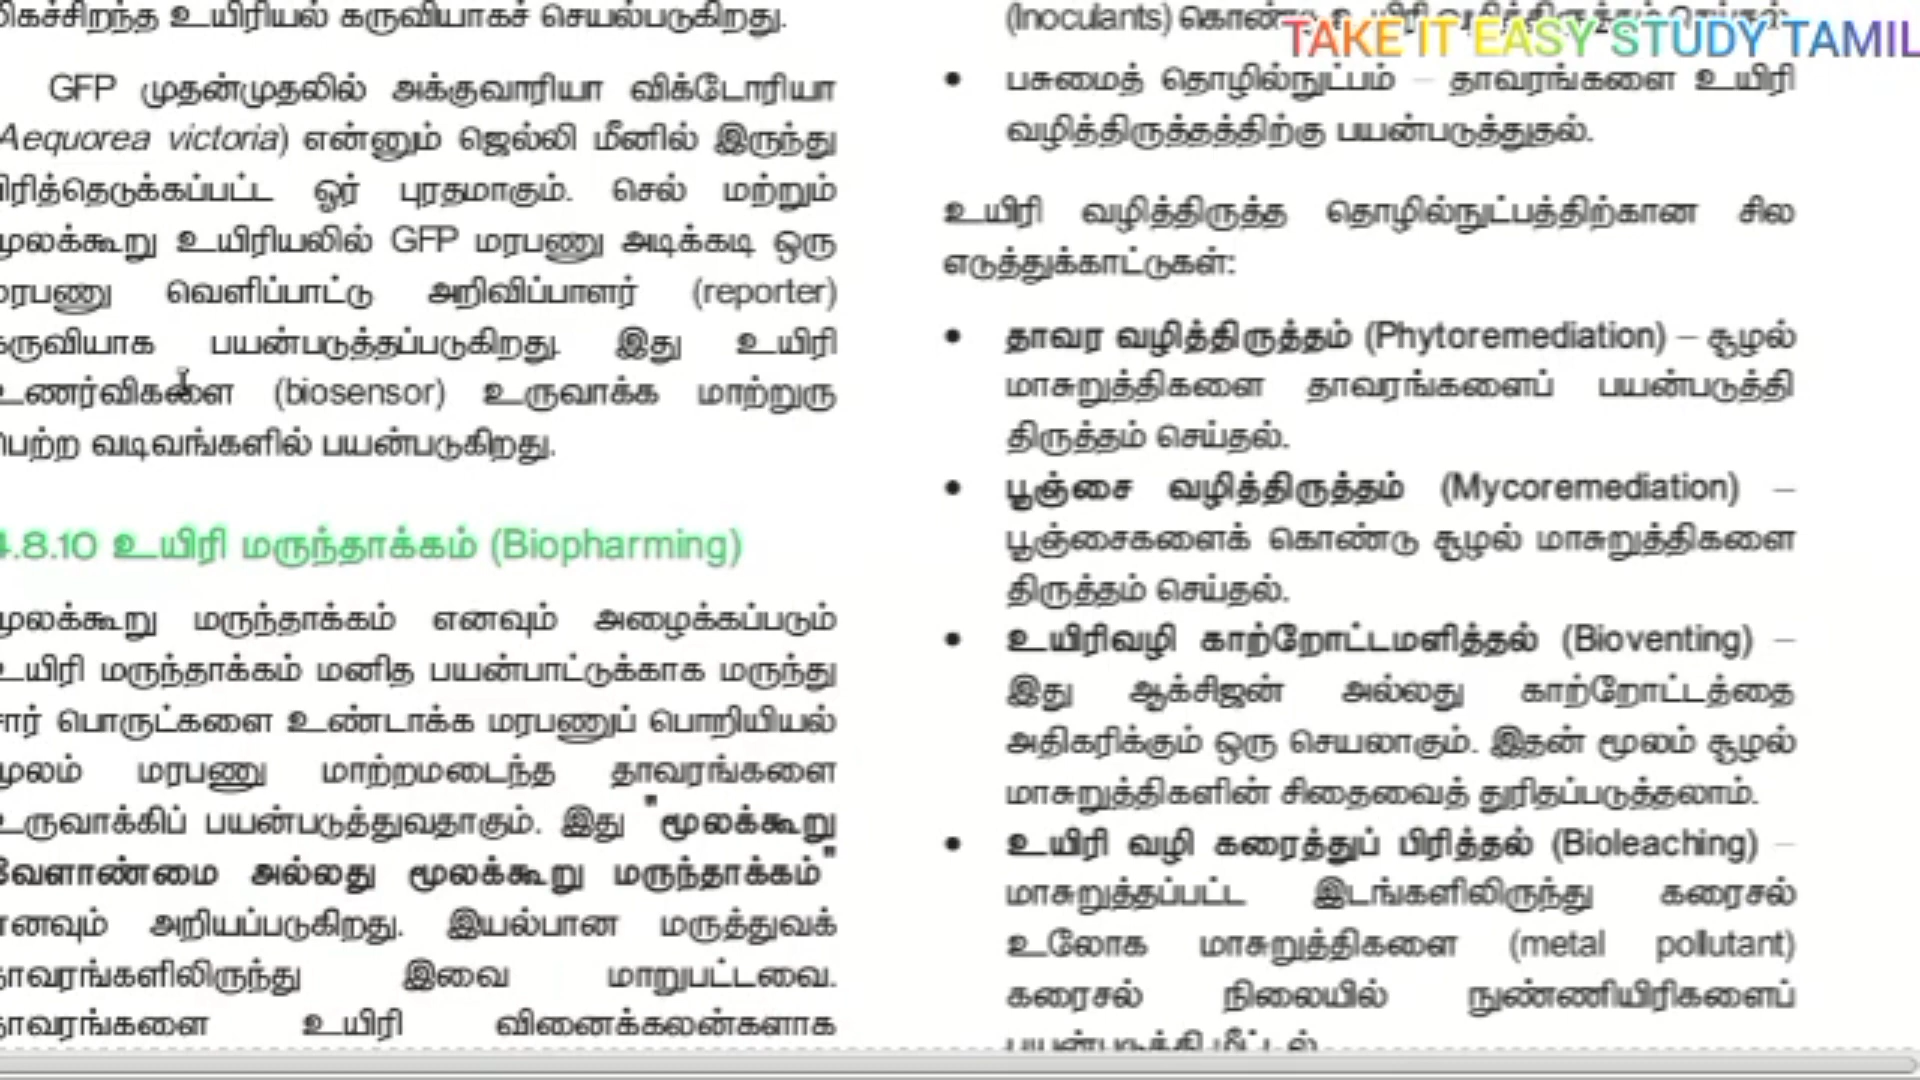 உயிரியல் கருவியாகச் செயல்படுகிறது.
GFP முதன்முதலில் அக்குவாரியா விக்டோரியா
Aequorea victoria) என்னும் ஜெல்லி மீனில் இருந்து
ஓர் புரதமாகும். செல் மற்றும்
உயிரியலில் GFP மரபணு அடிக்கடி ஒரு
வெளிப்பாட்டு அறிவிப்பாளர் (reporter)
பயன்படுத்தப்படுகிறது. இது உயிரி
(biosensor) உருவாக்க மாற்றுரு
வடிவங்களில் பயன்படுகிறது.
4.8.10 உயிரி மருந்தாக்கம் (Biopharming)
மருந்தாக்கம் எனவும் அழைக்கப்படும்
உயிரி மருந்தாக்கம் மனித பயன்பாட்டுக்காக மருந்து
சார் பொருட்களை உண்டாக்க மரபணுப் பொறியியல்
மூலம் மரபணு மாற்றமடைந்த தாவரங்களை
உருவாக்கிப் பயன்படுத்துவதாகும். இது "மூலக்கூறு
வேளாண்மை அல்லது மூலக்கூறு மருந்தாக்கம்"
எனவும் அறியப்படுகிறது. இயல்பான மருத்துவக்
தாவரங்களிலிருந்து இவை மாறுபட்டவை.
தாவரங்களை உயிரி வினைக்கலன்களாக
(Inoculants) கொண்டு உயிரி வழித்திருத்தம் செய்தல்
TAKE IT EASY STUDY TAMIL
• பசுமைத் தொழில்நுட்பம் – தாவரங்களை உயிரி
வழித்திருத்தத்திற்கு பயன்படுத்துதல்.
உயிரி வழித்திருத்த தொழில்நுட்பத்திற்கான சில
எடுத்துக்காட்டுகள்:
• தாவர வழித்திருத்தம் (Phytoremediation) – சூழல்
மாசுறுத்திகளை தாவரங்களைப் பயன்படுத்தி
திருத்தம் செய்தல்.
• பூஞ்சை வழித்திருத்தம் (Mycoremediation) –
பூஞ்சைகளைக் கொண்டு சூழல் மாசுறுத்திகளை
திருத்தம் செய்தல்.
• உயிரிவழி காற்றோட்டமளித்தல் (Bioventing) –
இது ஆக்சிஜன் அல்லது காற்றோட்டத்தை
அதிகரிக்கும் ஒரு செயலாகும். இதன் மூலம் சூழல்
மாசுறுத்திகளின் சிதைவைத் துரிதப்படுத்தலாம்.
• உயிரி வழி கரைத்துப் பிரித்தல் (Bioleaching) –
மாசுறுத்தப்பட்ட இடங்களிலிருந்து கரைசல்
உலோக மாசுறுத்திகளை (metal pollutant)
கரைசல் நிலையில் நுண்ணியிரிகளைப்
பயன்படுத்தி மீட்டல்